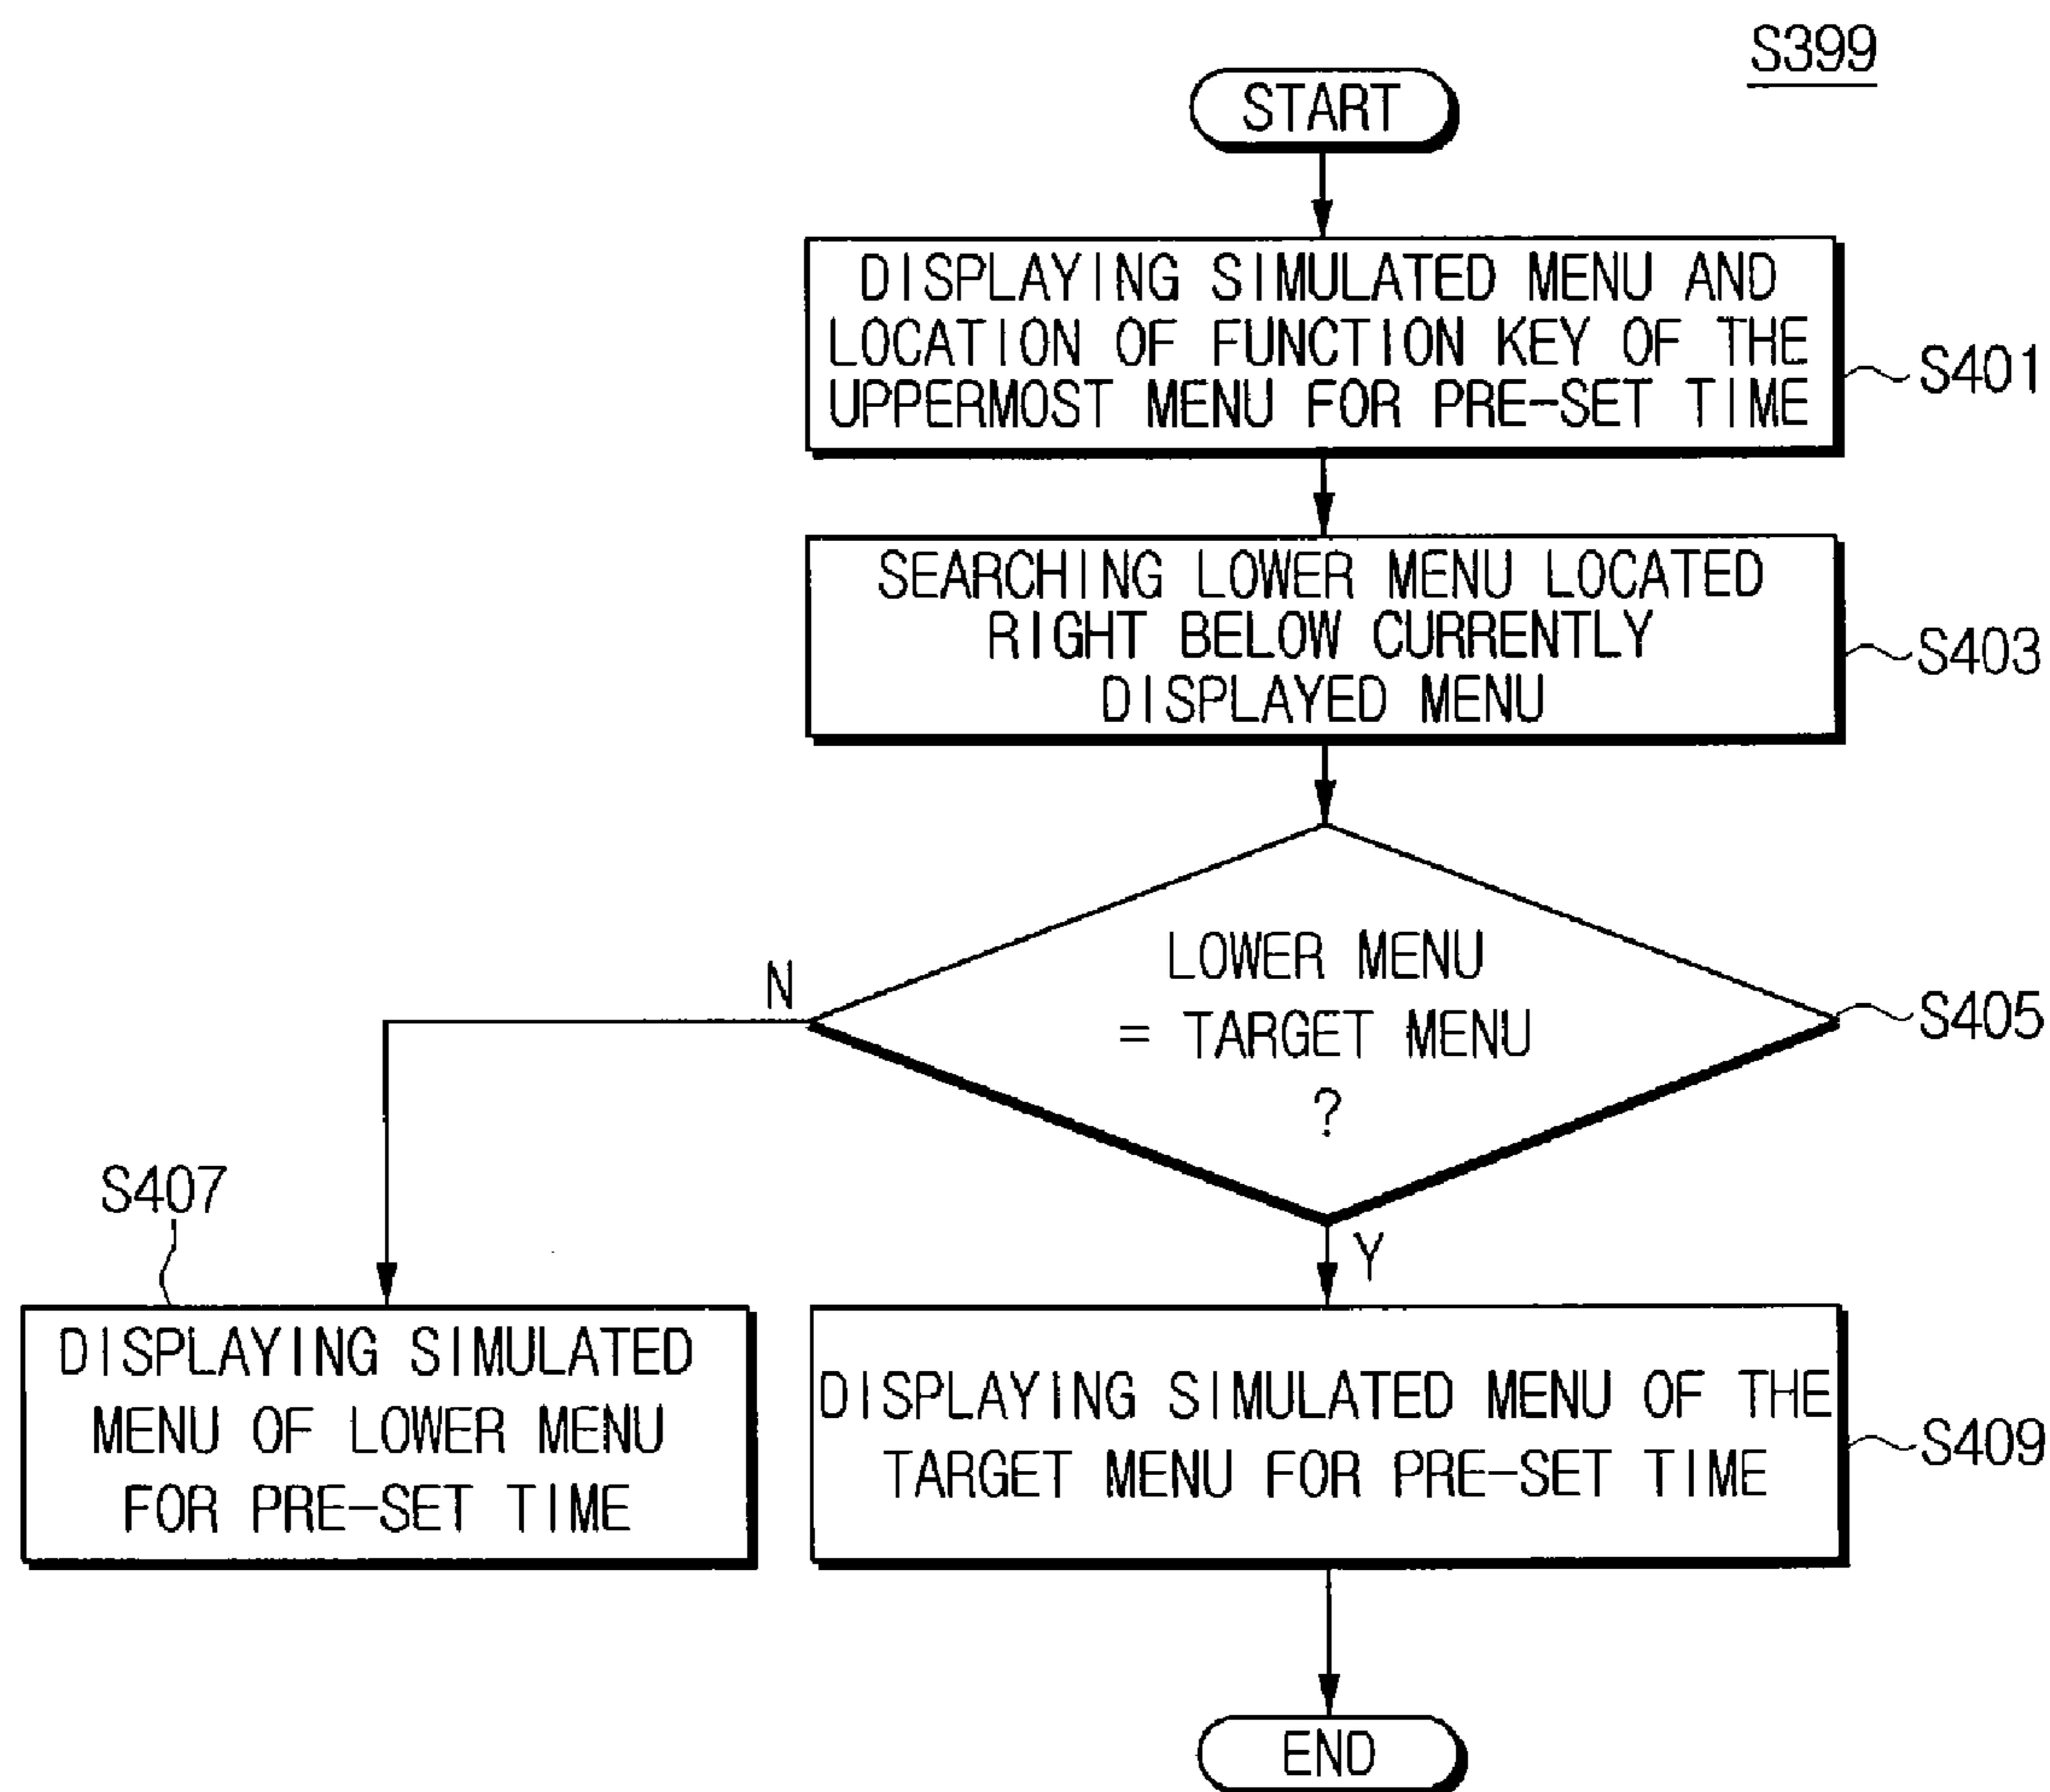 S399
START
DISPLAYING SIMULATED MENU AND
LOCATION OF FUNCTION KEY OF THE
UPPERMOST MENU FOR PRE-SET TIME
S401
SEARCHING LOWER MENU LOCATED
RIGHT BELOW CURRENTLY
DISPLAYED MENU
S403
LOWER MENU
= TARGET MENU
?
S405
N
Y
S407
DISPLAYING SIMULATED
MENU OF LOWER MENU
FOR PRE-SET TIME
DISPLAYING SIMULATED MENU OF THE
TARGET MENU FOR PRE-SET TIME
S409
END